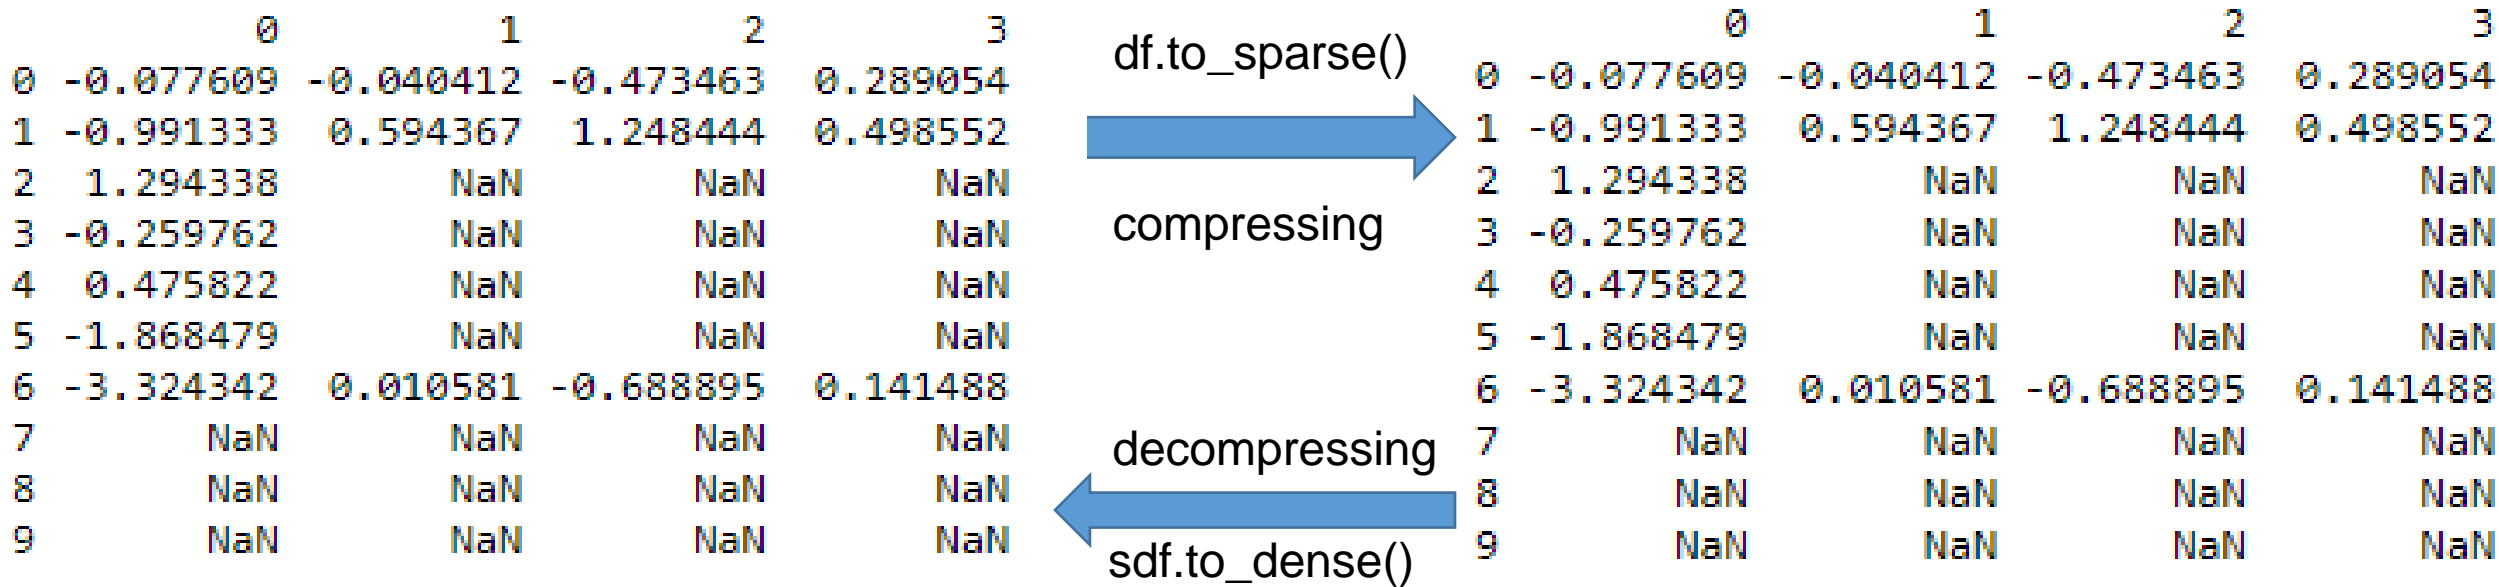 0 1 2 3
0 -0.077609 -0.040412 -0.473463 0.289054
1 -0.991333 0.594367 1.248444 0.498552
2 1.294338 NaN NaN NaN
3 -0.259762 NaN NaN NaN
4 0.475822 NaN NaN NaN
5 -1.868479 NaN NaN NaN
6 -3.324342 0.010581 -0.688895 0.141488
7 NaN NaN NaN NaN
8 NaN NaN NaN NaN
9 NaN NaN NaN NaN
df.to_sparse()
compressing
decompressing
sdf.to_dense()
0 1 2 3
0 -0.077609 -0.040412 -0.473463 0.289054
1 -0.991333 0.594367 1.248444 0.498552
2 1.294338 NaN NaN NaN
3 -0.259762 NaN NaN NaN
4 0.475822 NaN NaN NaN
5 -1.868479 NaN NaN NaN
6 -3.324342 0.010581 -0.688895 0.141488
7 NaN NaN NaN NaN
8 NaN NaN NaN NaN
9 NaN NaN NaN NaN